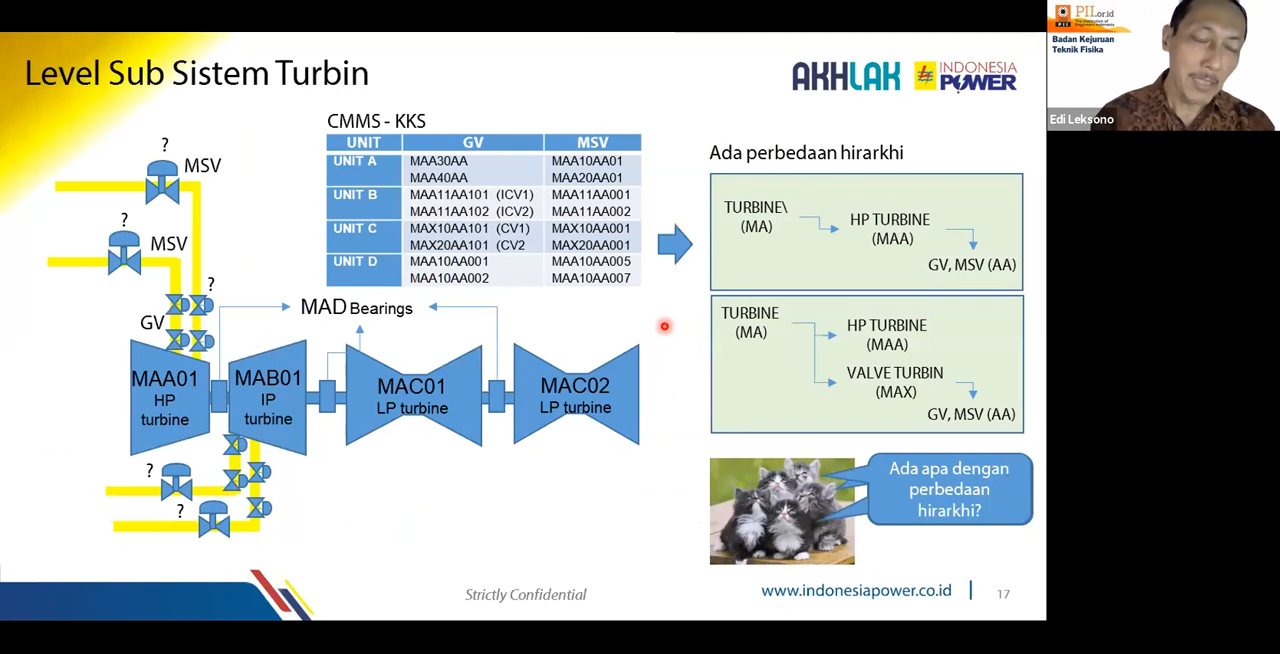 Level Sub Sistem Turbin
AKHLAK
INDONESIA
POWER
PII.or.id
Badan Kejuruan
Teknik Fisika
Edi Leksono
CMMS - KKS
UNIT GV MSV
UNIT A MAA30AA MAA10AA01
MAA40AA MAA20AA01
UNIT B MAA11AA101 (ICV1) MAA11AA001
MAA11AA102 (ICV2) MAA11AA002
UNIT C MAX10AA101 (CV1) MAX10AA001
MAX20AA101 (CV2 MAX20AA001
UNIT D MAA10AA001 MAA10AA005
MAA10AA002 MAA10AA007
?
MSV
?
MSV
?
GV
MAD Bearings
MAA01
HP
turbine
MAB01
IP
turbine
MAC01
LP turbine
MAC02
LP turbine
?
?
Ada perbedaan hirarkhi
TURBINE\
(MA)
HP TURBINE
(MAA)
GV, MSV (AA)
TURBINE
(MA)
HP TURBINE
(MAA)
VALVE TURBIN
(MAX)
GV, MSV (AA)
Ada apa dengan
perbedaan
hirarkhi?
Strictly Confidential
www.indonesiapower.co.id
17